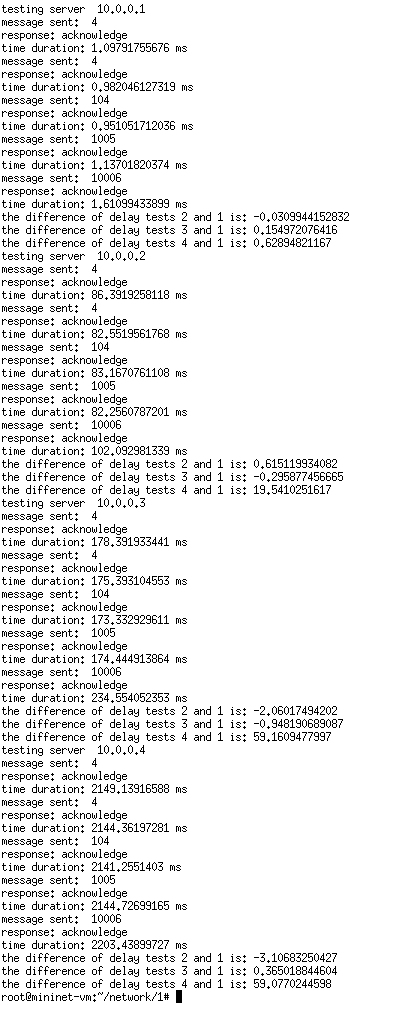 testing server  10.0.0.1
message sent:  4
response: acknowledge
time duration: 1.09791755676 ms
message sent:  4
response: acknowledge
time duration: 0.982046127319 ms
message sent:  104
response: acknowledge
time duration: 0.951051712036 ms
message sent:  1005
response: acknowledge
time duration: 1.13701820374 ms
message sent:  10006
response: acknowledge
time duration: 1.61099433899 ms
the difference of delay tests 2 and 1 is: -0.0309944152832
the difference of delay tests 3 and 1 is: 0.154972076416
the difference of delay tests 4 and 1 is: 0.62894821167
testing server  10.0.0.2
message sent:  4
response: acknowledge
time duration: 86.3919258118 ms
message sent:  4
response: acknowledge
time duration: 82.5519561768 ms
message sent:  104
response: acknowledge
time duration: 83.1670761108 ms
message sent:  1005
response: acknowledge
time duration: 82.2560787201 ms
message sent:  10006
response: acknowledge
time duration: 102.092981339 ms
the difference of delay tests 2 and 1 is: 0.615119934082
the difference of delay tests 3 and 1 is: -0.295877456665
the difference of delay tests 4 and 1 is: 19.5410251617
testing server  10.0.0.3
message sent:  4
response: acknowledge
time duration: 178.391933441 ms
message sent:  4
response: acknowledge
time duration: 175.393104553 ms
message sent:  104
response: acknowledge
time duration: 173.332929611 ms
message sent:  1005
response: acknowledge
time duration: 174.444913864 ms
message sent:  10006
response: acknowledge
time duration: 234.554052353 ms
the difference of delay tests 2 and 1 is: -2.06017494202
the difference of delay tests 3 and 1 is: -0.948190689087
the difference of delay tests 4 and 1 is: 59.1609477997
testing server  10.0.0.4
message sent:  4
response: acknowledge
time duration: 2149.13916588 ms
message sent:  4
response: acknowledge
time duration: 2144.36197281 ms
message sent:  104
response: acknowledge
time duration: 2141.2551403 ms
message sent:  1005
response: acknowledge
time duration: 2144.72699165 ms
message sent:  10006
response: acknowledge
time duration: 2203.43899727 ms
the difference of delay tests 2 and 1 is: -3.10683250427
the difference of delay tests 3 and 1 is: 0.365018844604
the difference of delay tests 4 and 1 is: 59.0770244598
root@mininet-vm:~/network/1#